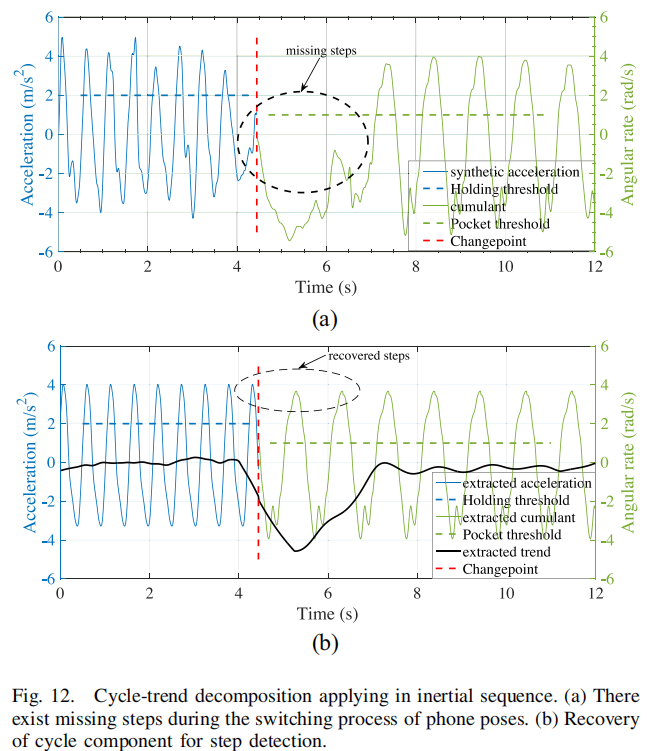 missing steps
6
4
2
0
-2
-4
-6
Acceleration (m/s²)
6
4
2
0
-2
-4
-6
Angular rate (rad/s)
synthetic acceleration
Holding threshold
cumulant
Pocket threshold
Changepoint
0 2 4 6 8 10 12
Time (s)
(a)
recovered steps
6
4
2
0
-2
-4
-6
Acceleration (m/s²)
6
4
2
0
-2
-4
-6
Angular rate (rad/s)
extracted acceleration
Holding threshold
extracted cumulant
Pocket threshold
extracted trend
Changepoint
0 2 4 6 8 10 12
Time (s)
(b)
Fig. 12. Cycle-trend decomposition applying in inertial sequence. (a) There
exist missing steps during the switching process of phone poses. (b) Recovery
of cycle component for step detection.